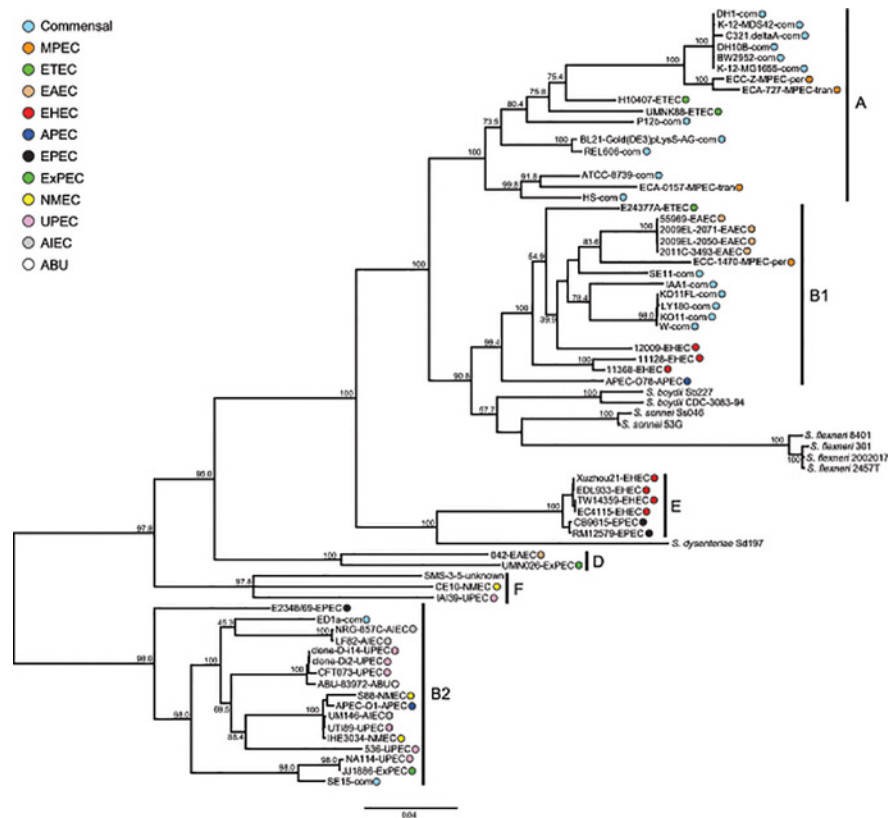 Commensal
MPEC
ETEC
EAEC
EHEC
APEC
EPEC
ExPEC
NMEC
UPEC
AIEC
ABU
DH1-com
K-12-MDS42-com
C321.deltaA-com
DH10B-com
BW2952-com
K-12-MG1655-com
ECC-Z-MPEC-per
ECA-727-MPEC-tran
H10407-ETEC
UMNK88-ETEC
P12b-com
BL21-Gold(DE3)pLysS-AG-com
REL606-com
ATCC-8739-com
ECA-O157-MPEC-tran
HS-com
A
100
100
75.4
75.8
80.4
73.5
100
100
91.8
99.8
E24377A-ETEC
55989-EAEC
2009EL-2071-EAEC
2009EL-2050-EAEC
2011C-3493-EAEC
ECC-1470-MPEC-per
SE11-com
IAA1-com
KO11FL-com
LY180-com
KO11-com
W-com
12009-EHEC
11128-EHEC
11368-EHEC
APEC-O78-APEC
B1
100
83.6
54.9
78.4
98.0
39.9
100
99.4
90.8
100
S. boydii Sb227
S. boydii CDC-3083-94
S. sonnei Ss046
S. sonnei 53G
S. flexneri 8401
S. flexneri 301
S. flexneri 2002017
S. flexneri 2457T
100
57.7
100
100
100
100
Xuzhou21-EHEC
EDL933-EHEC
TW14359-EHEC
EC4115-EHEC
CB9615-EPEC
RM12579-EPEC
E
S. dysenteriae Sd197
100
100
95.0
97.8
042-EAEC
UMN026-ExPEC
D
100
SMS-3-5-unknown
CE10-NMEC
IAI39-UPEC
F
97.8
E2348/69-EPEC
ED1a-com
NRG-857C-AIEC
LF82-AIEC
clone-D-i14-UPEC
clone-Di2-UPEC
CFT073-UPEC
ABU-83972-ABU
S88-NMEC
APEC-O1-APEC
UM146-AIEC
UTI89-UPEC
IHE3034-NMEC
536-UPEC
NA114-UPEC
JJ1886-ExPEC
SE15-com
B2
98.0
45.3
100
100
100
69.5
100
88.4
98.0
98.0
98.0
0.04